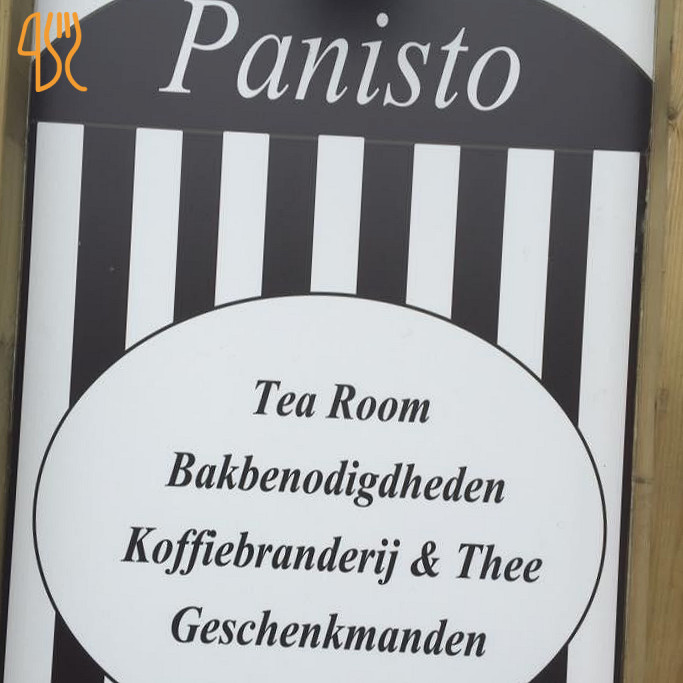 Panisto
Tea Room
Bakbenodigdheden
Koffiebranderij & Thee
Geschenkmanden